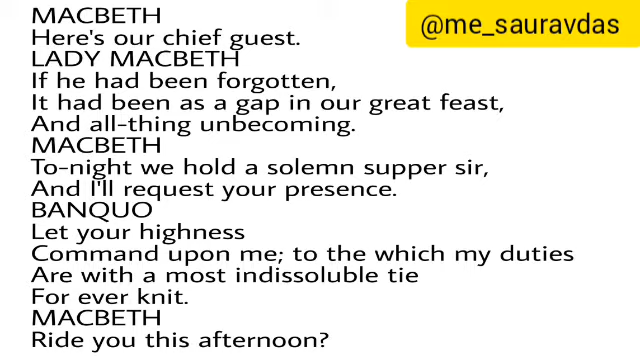 @me_sauravdas
MACBETH
Here's our chief guest.
LADY MACBETH
If he had been forgotten,
It had been as a gap in our great feast,
And all-thing unbecoming.
MACBETH
To-night we hold a solemn supper sir,
And I'll request your presence.
BANQUO
Let your highness
Command upon me; to the which my duties
Are with a most indissoluble tie
For ever knit.
MACBETH
Ride you this afternoon?